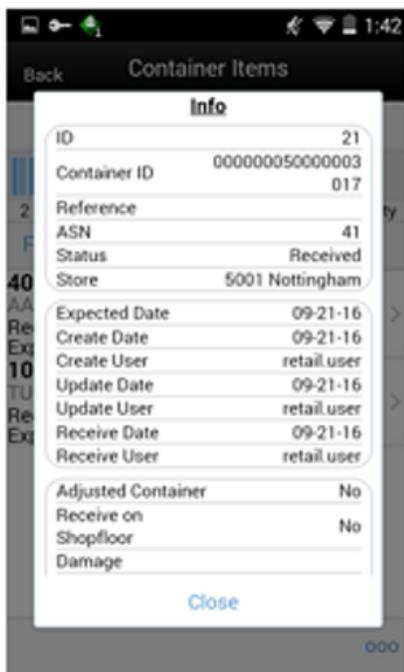 1:42
Back Container Items
Info
ID 21
Container ID 000000050000003
017
Reference
ASN 41
Status Received
Store 5001 Nottingham
Expected Date 09-21-16
Create Date 09-21-16
Create User retail.user
Update Date 09-21-16
Update User retail.user
Receive Date 09-21-16
Receive User retail.user
Adjusted Container No
Receive on
Shopfloor No
Damage
Close